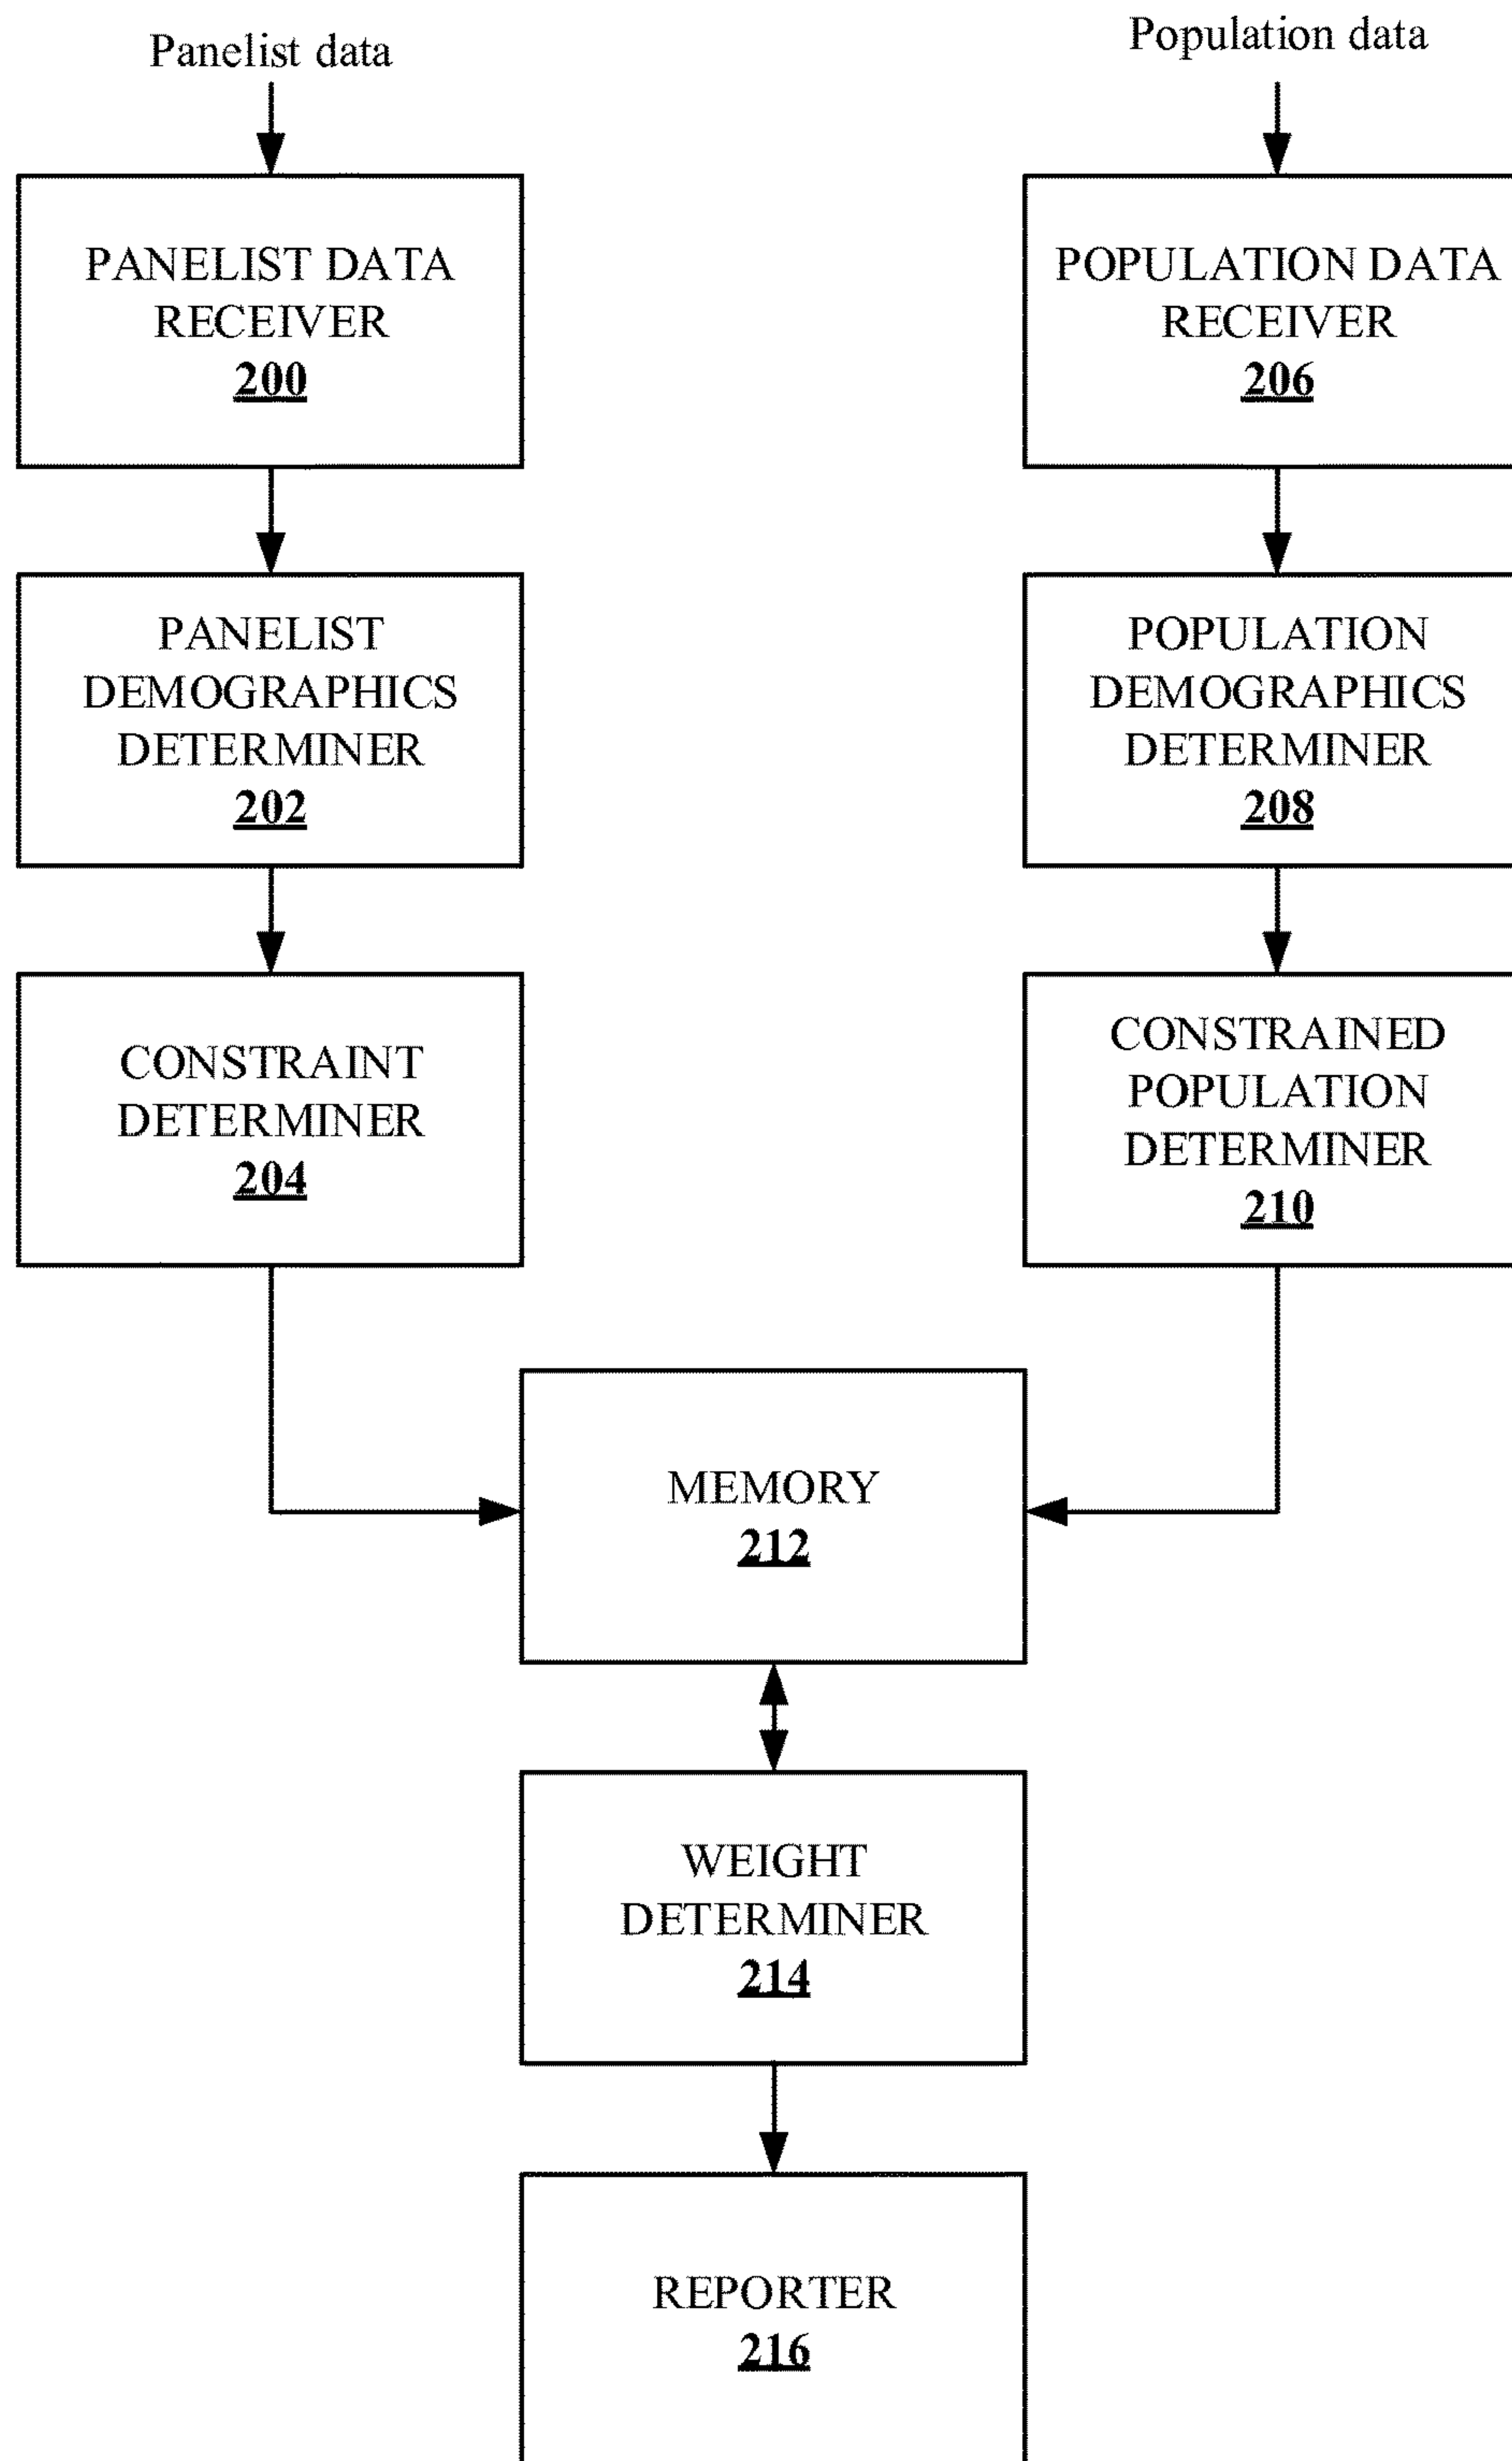 Panelist data
Population data
PANELIST DATA
RECEIVER
200
POPULATION DATA
RECEIVER
206
PANELIST
DEMOGRAPHICS
DETERMINER
202
POPULATION
DEMOGRAPHICS
DETERMINER
208
CONSTRAINT
DETERMINER
204
CONSTRAINED
POPULATION
DETERMINER
210
MEMORY
212
WEIGHT
DETERMINER
214
REPORTER
216